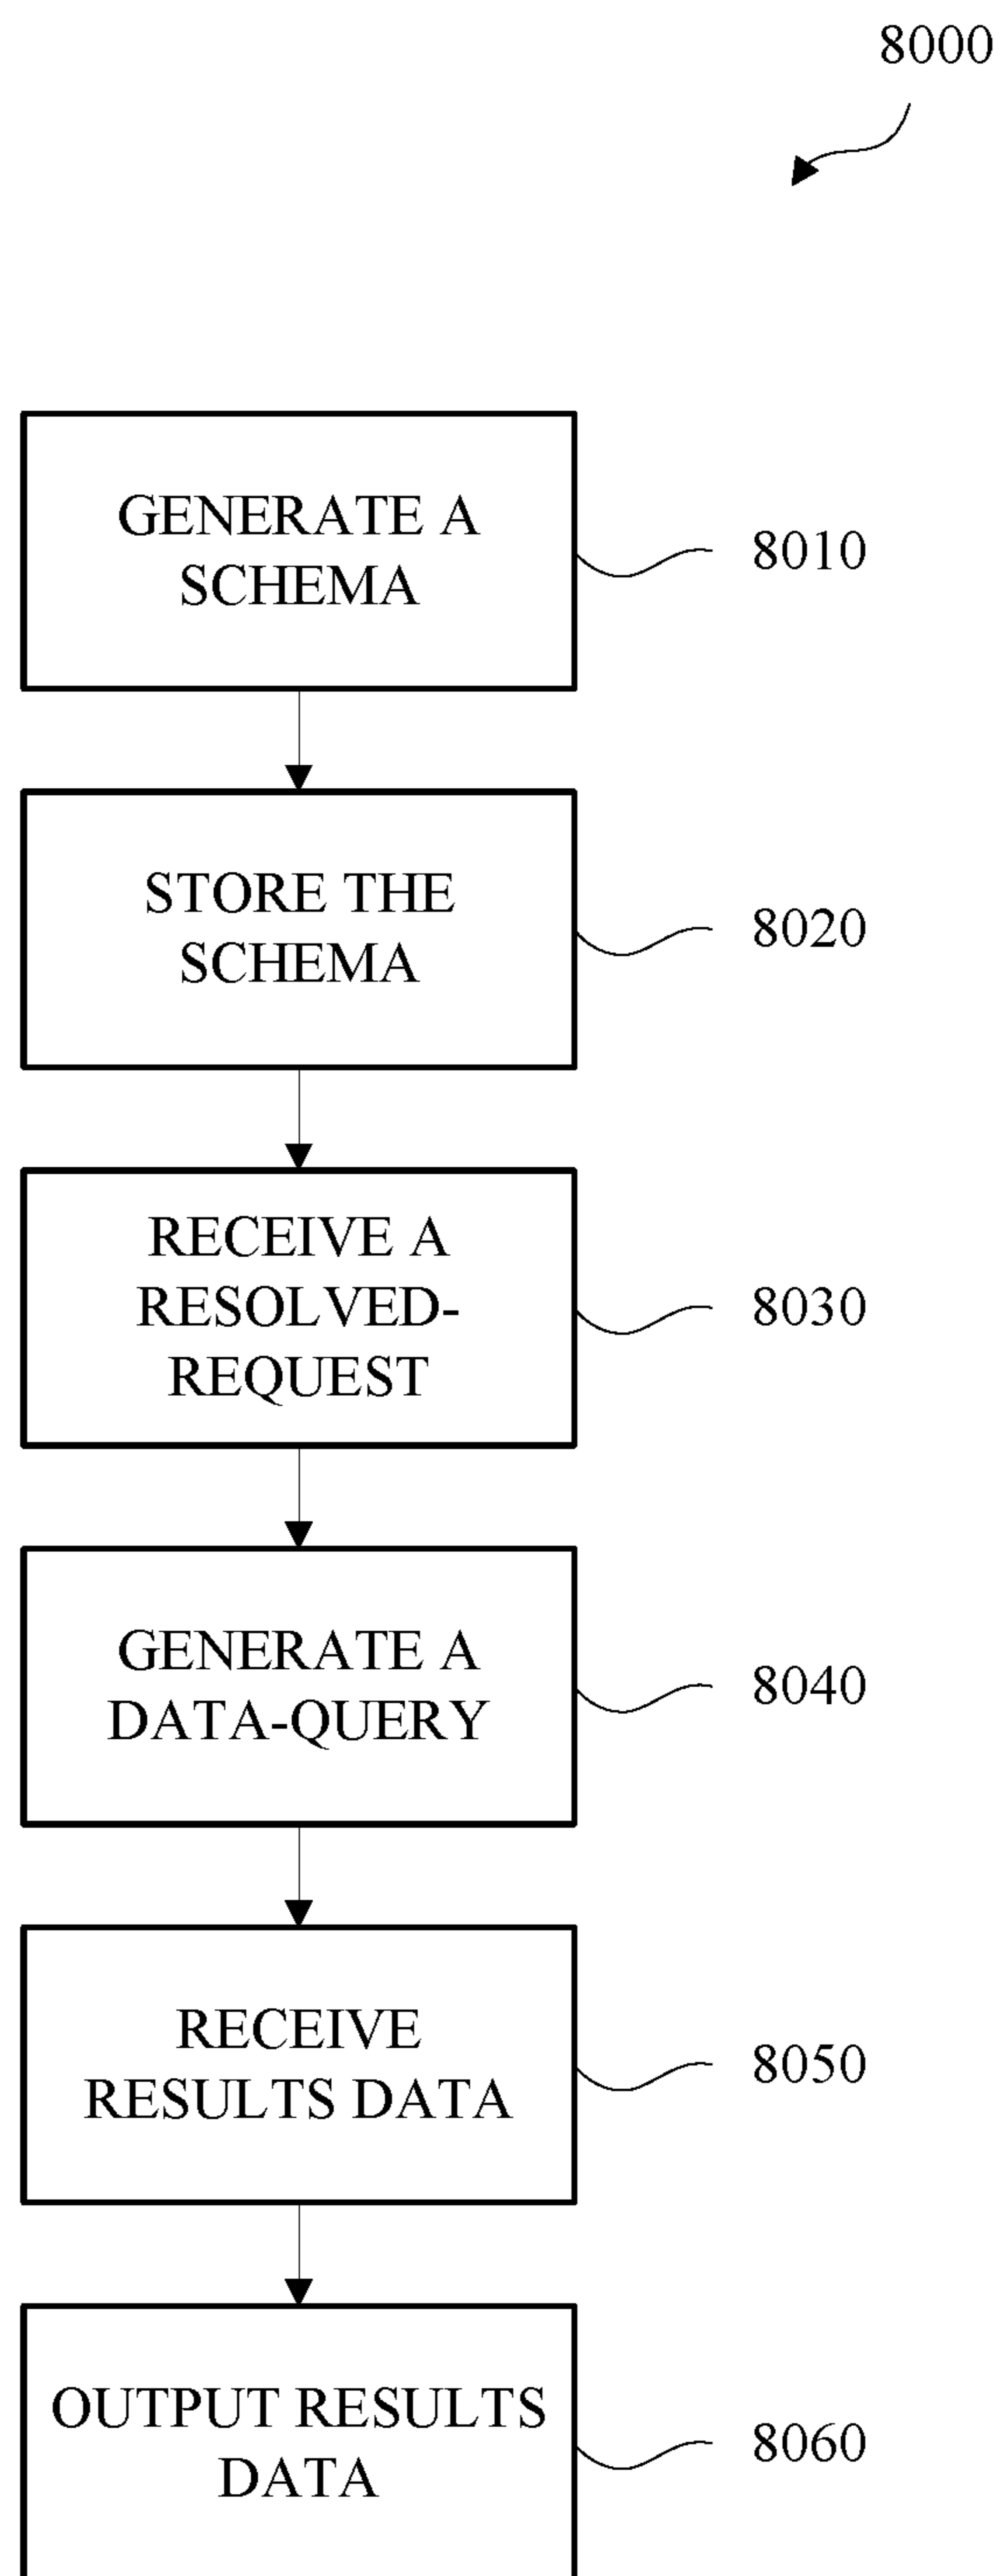 8000
GENERATE A
SCHEMA
8010
STORE THE
SCHEMA
8020
RECEIVE A
RESOLVED-
REQUEST
8030
GENERATE A
DATA-QUERY
8040
RECEIVE
RESULTS DATA
8050
OUTPUT RESULTS
DATA
8060